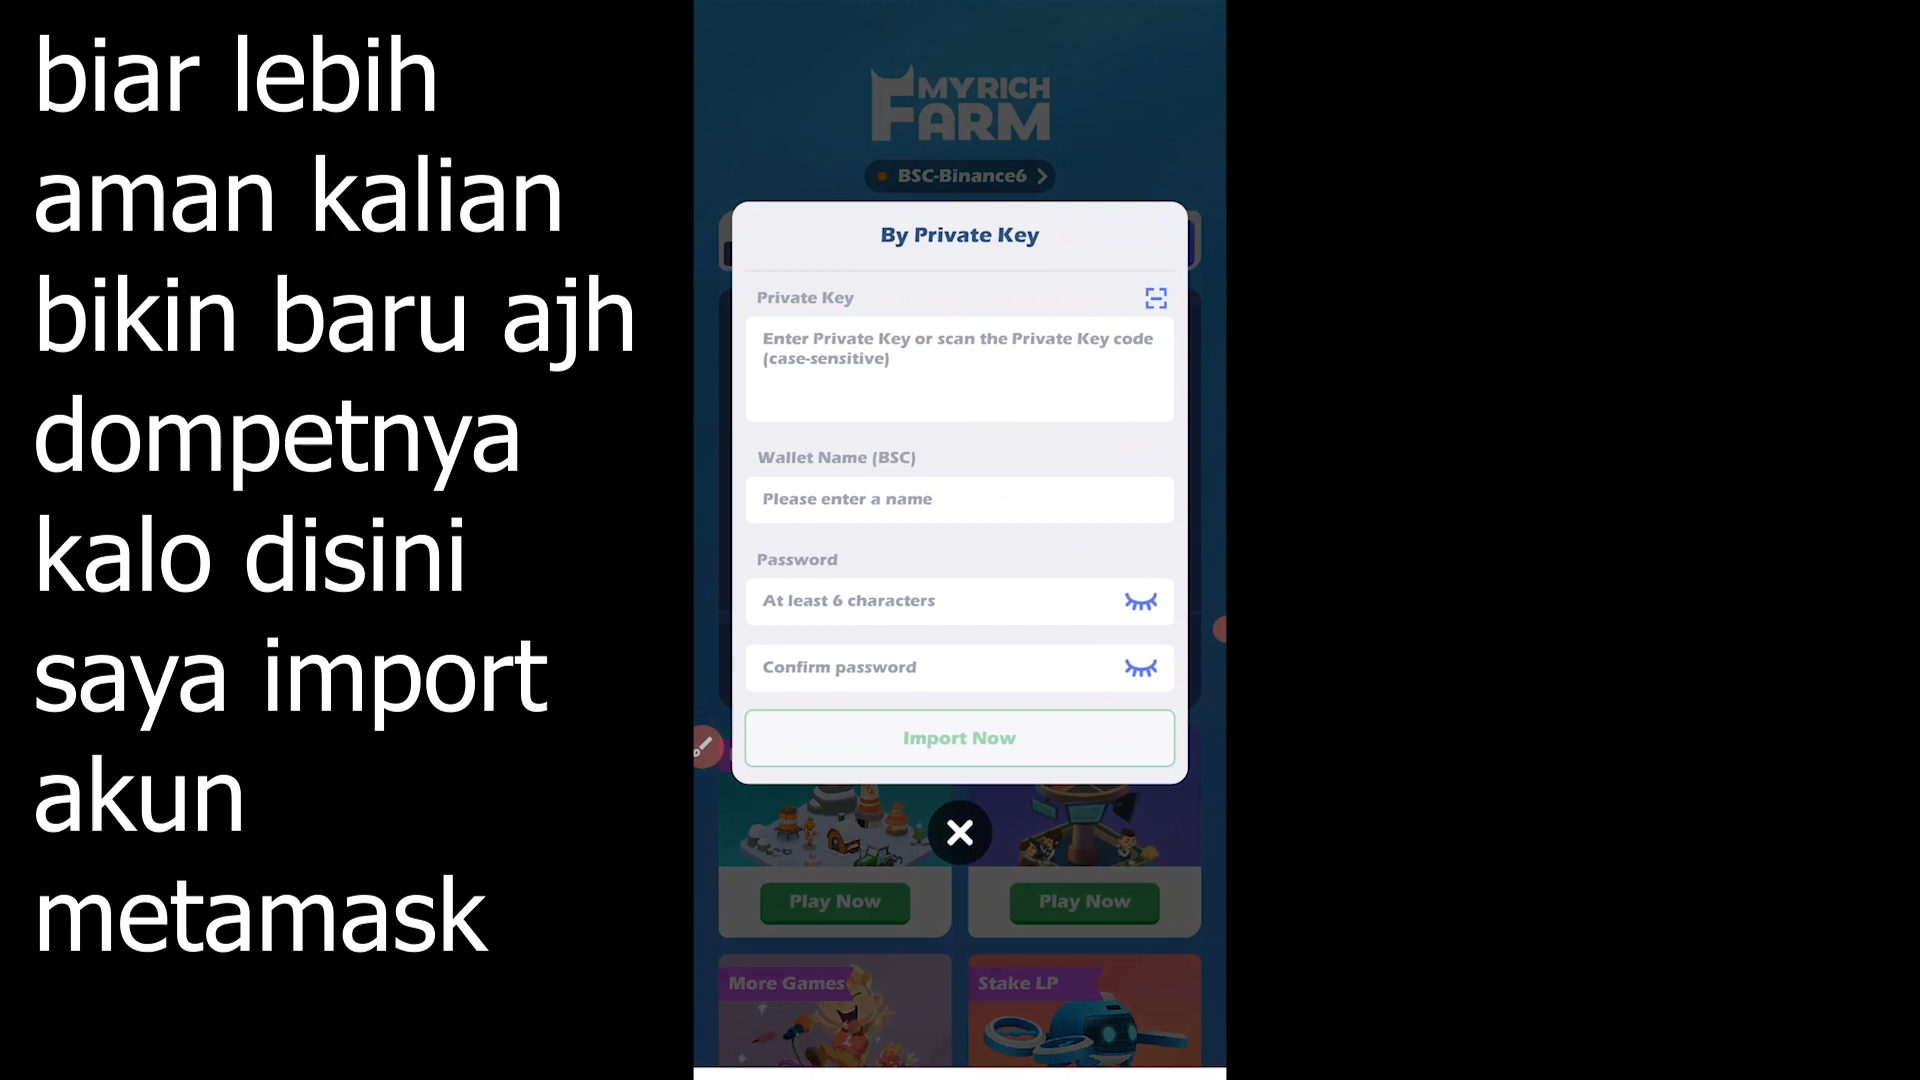 biar lebih
aman kalian
bikin baru ajh
dompetnya
kalo disini
saya import
akun
metamask
MYRICH
FARM
BSC-Binance6
By Private Key
Private Key
Enter Private Key or scan the Private Key code
(case-sensitive)
Wallet Name (BSC)
Please enter a name
Password
At least 6 characters
Confirm password
Import Now
Play Now
Play Now
More Games
Stake LP